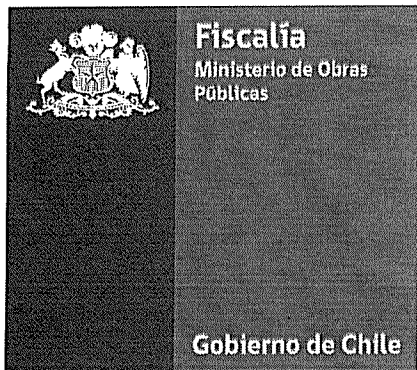 Fiscalía
Ministerio de Obras
Públicas
Gobierno de Chile